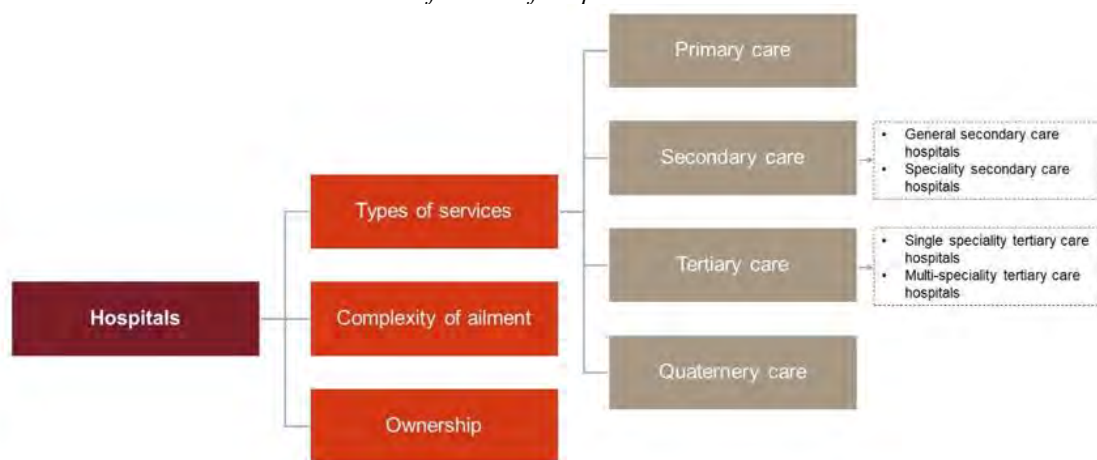 Primary care
Secondary care
• General secondary care
hospitals
• Speciality secondary care
hospitals
Types of services
Tertiary care
• Single speciality tertiary care
hospitals
• Multi-speciality tertiary care
hospitals
Hospitals
Complexity of ailment
Quaternery care
Ownership